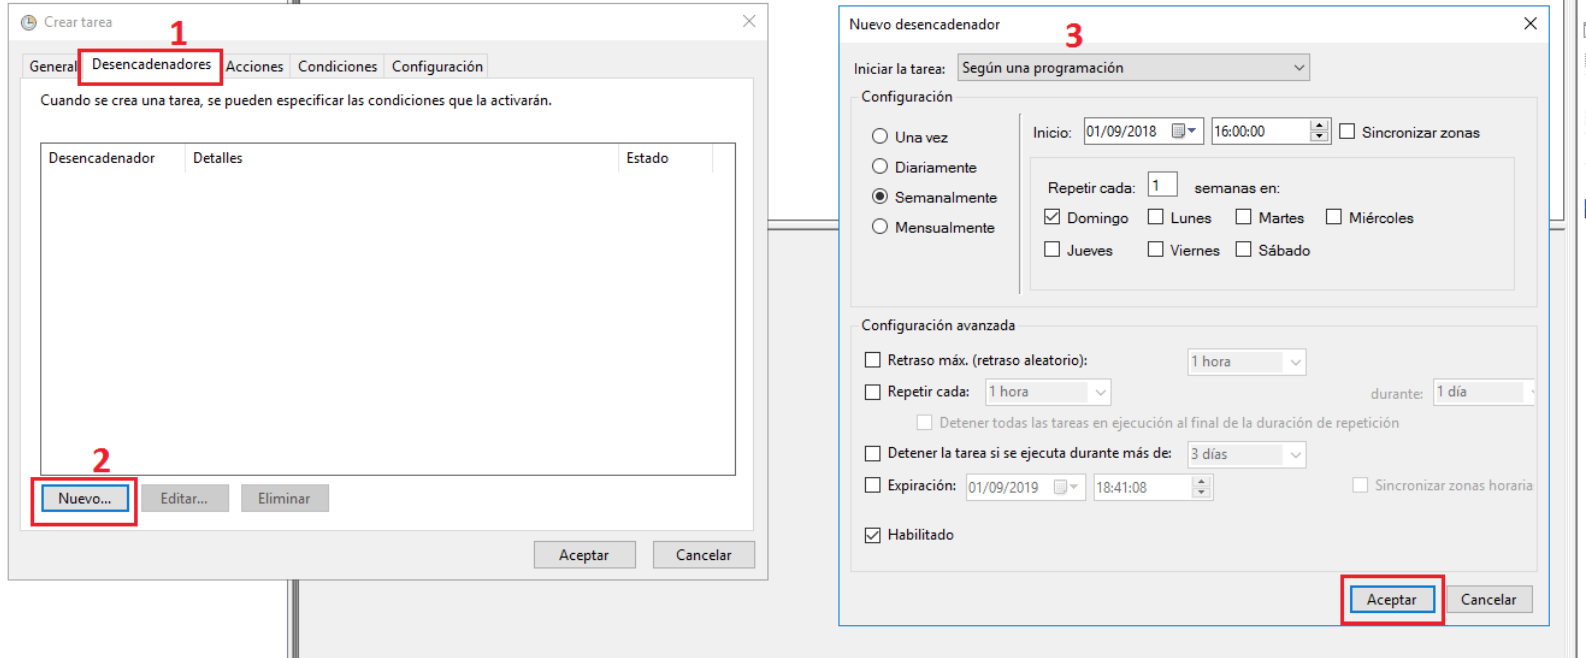 Crear tarea
1
General Desencadenadores Acciones Condiciones Configuración
Cuando se crea una tarea, se pueden especificar las condiciones que la activarán.
Desencadenador Detalles Estado
2
Nuevo... Editar... Eliminar
Aceptar Cancelar
Nuevo desencadenador
3
Iniciar la tarea: Según una programación
Configuración
Una vez
Diariamente
Semanalmente
Mensualmente
Inicio: 01/09/2018 16:00:00 Sincronizar zonas
Repetir cada: 1 semanas en:
Domingo Lunes Martes Miércoles
Jueves Viernes Sábado
Configuración avanzada
Retraso máx. (retraso aleatorio): 1 hora
Repetir cada: 1 hora durante: 1 día
Detener todas las tareas en ejecución al final de la duración de repetición
Detener la tarea si se ejecuta durante más de: 3 días
Expiración: 01/09/2019 18:41:08 Sincronizar zonas horaria
Habilitado
Aceptar Cancelar